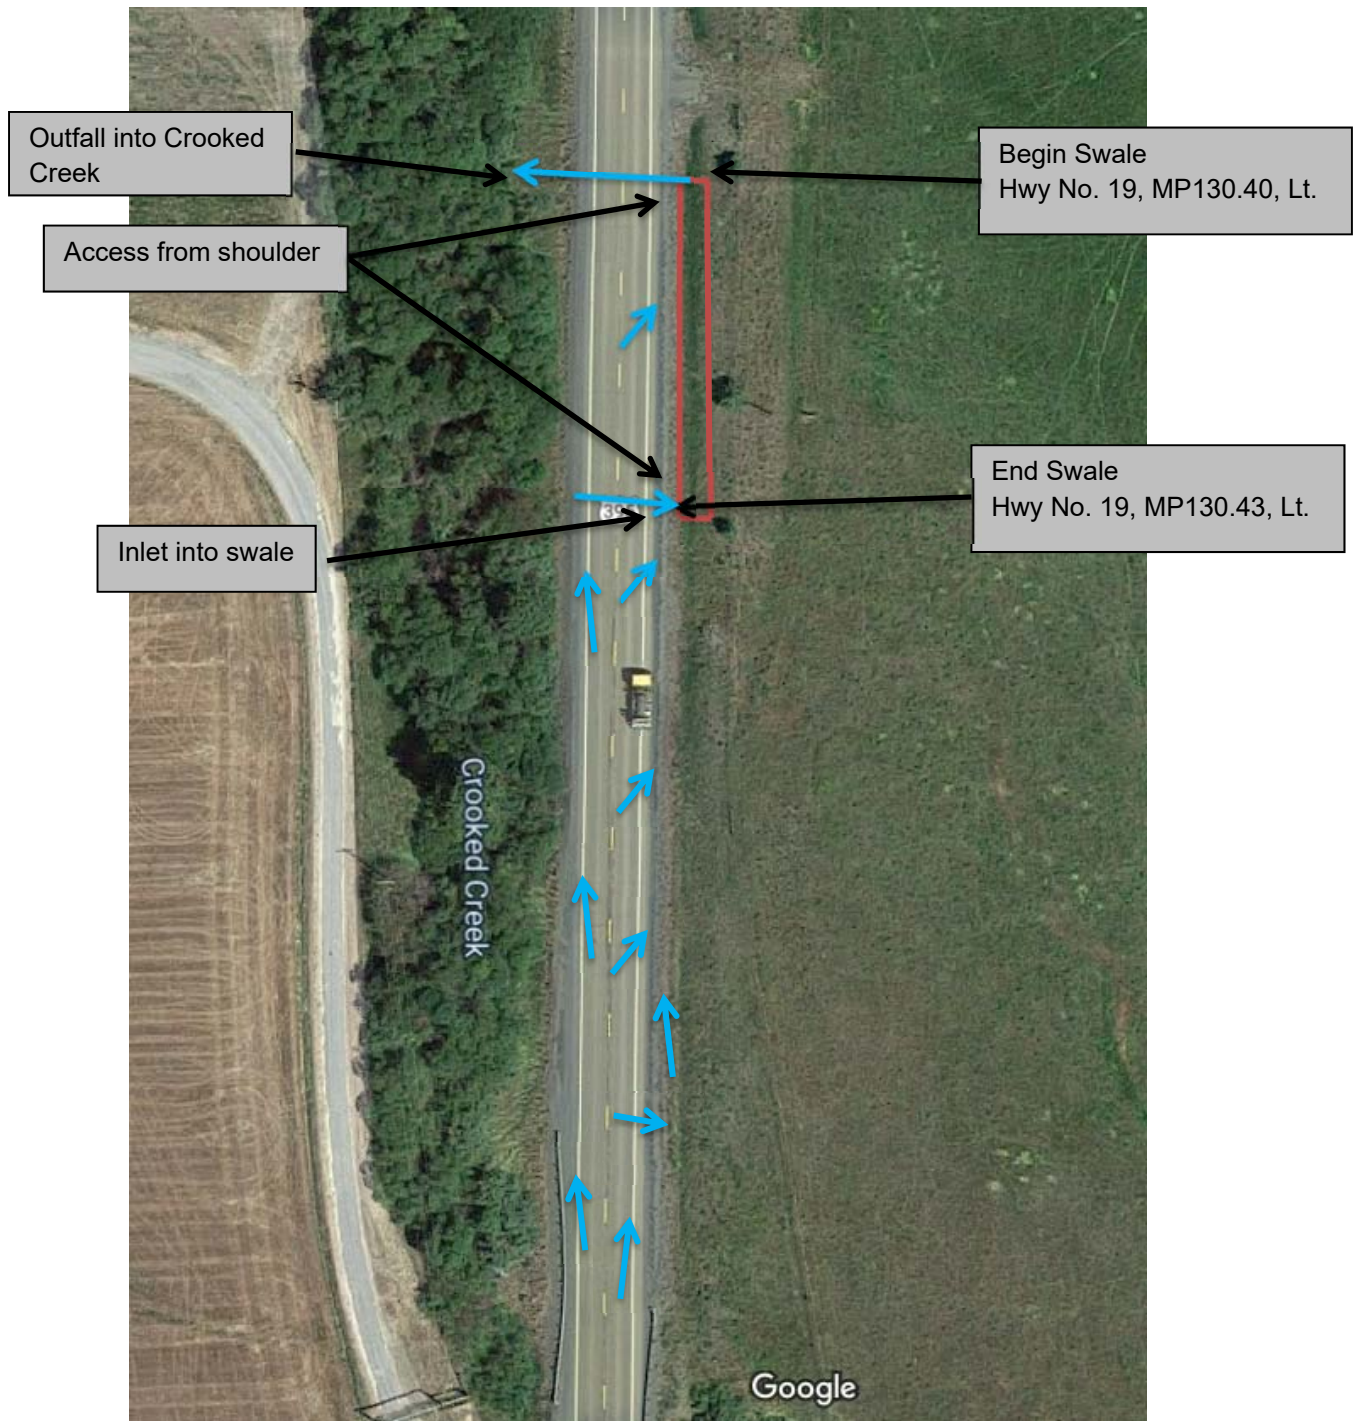 Outfall into Crooked
Creek
Begin Swale
Hwy No. 19, MP130.40, Lt.
Access from shoulder
End Swale
Hwy No. 19, MP130.43, Lt.
Inlet into swale
Crooked Creek
Google